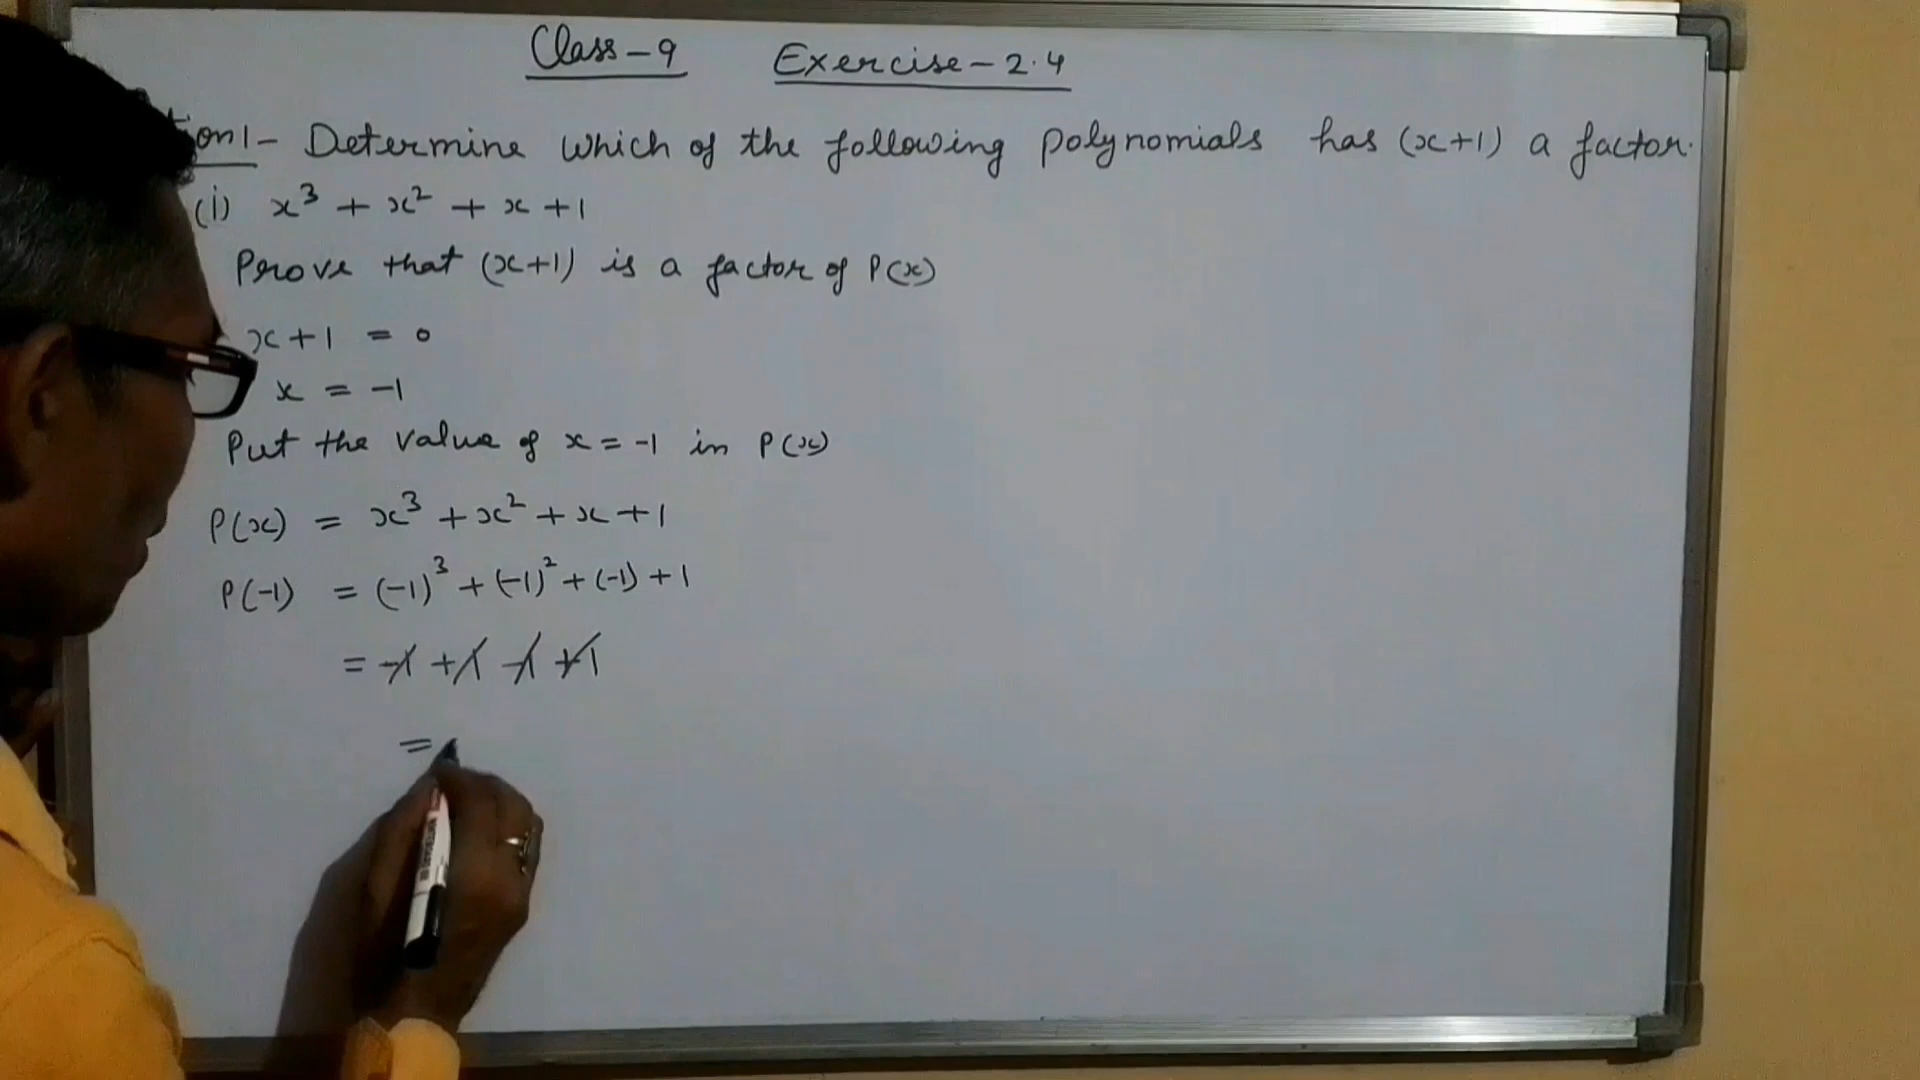 Class-9 Exercise-2.4
on 1- Determine which of the following polynomials has (x+1) a factor.
(i) x³ + x² + x + 1
Prove that (x+1) is a factor of P(x)
x+1 = 0
x = -1
Put the value of x = -1 in P(x)
P(x) = x³ + x² + x + 1
P(-1) = (-1)³ + (-1)² + (-1) + 1
= -1 + 1 - 1 + 1
=